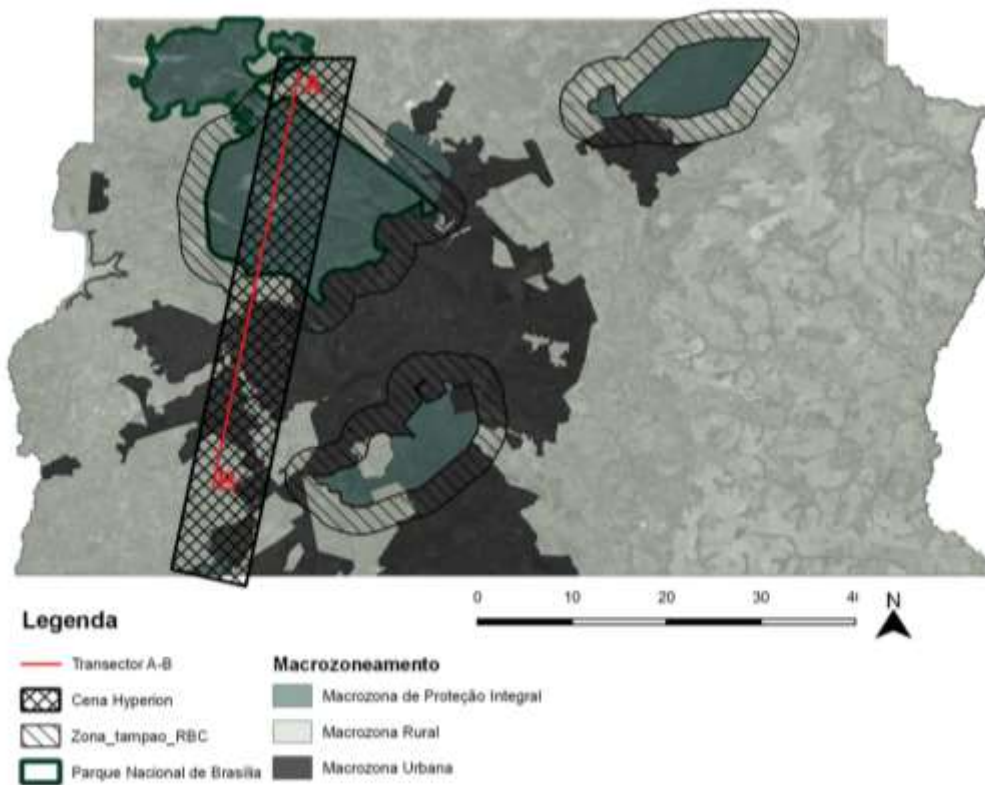 A
B
0 10 20 30 40
N
Legenda
Transector A-B
Cena Hyperion
Zona_tampao_RBC
Parque Nacional de Brasília
Macrozoneamento
Macrozona de Proteção Integral
Macrozona Rural
Macrozona Urbana